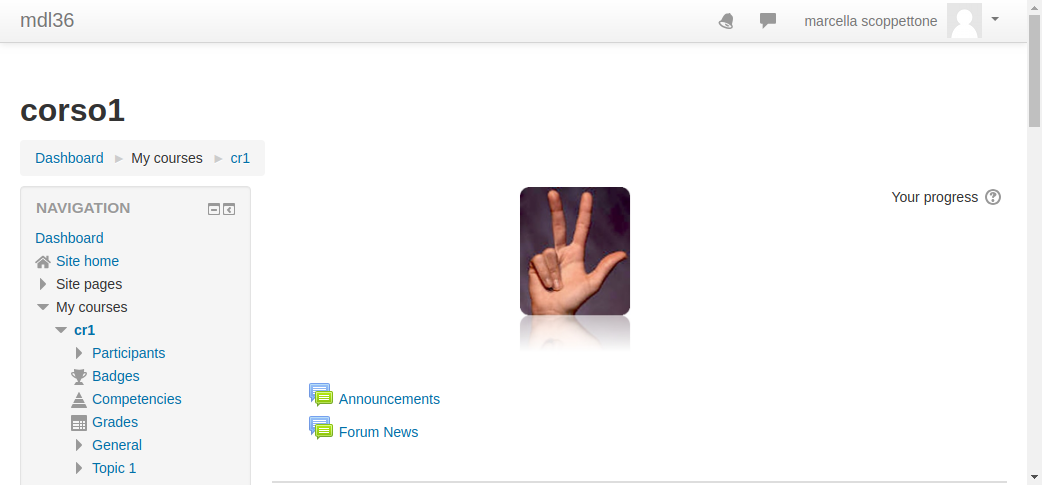 mdl36
marcella scoppettone
corso1
Dashboard My courses cr1
NAVIGATION
Your progress
Dashboard
Site home
Site pages
My courses
cr1
Participants
Badges
Competencies
Grades
General
Topic 1
Announcements
Forum News